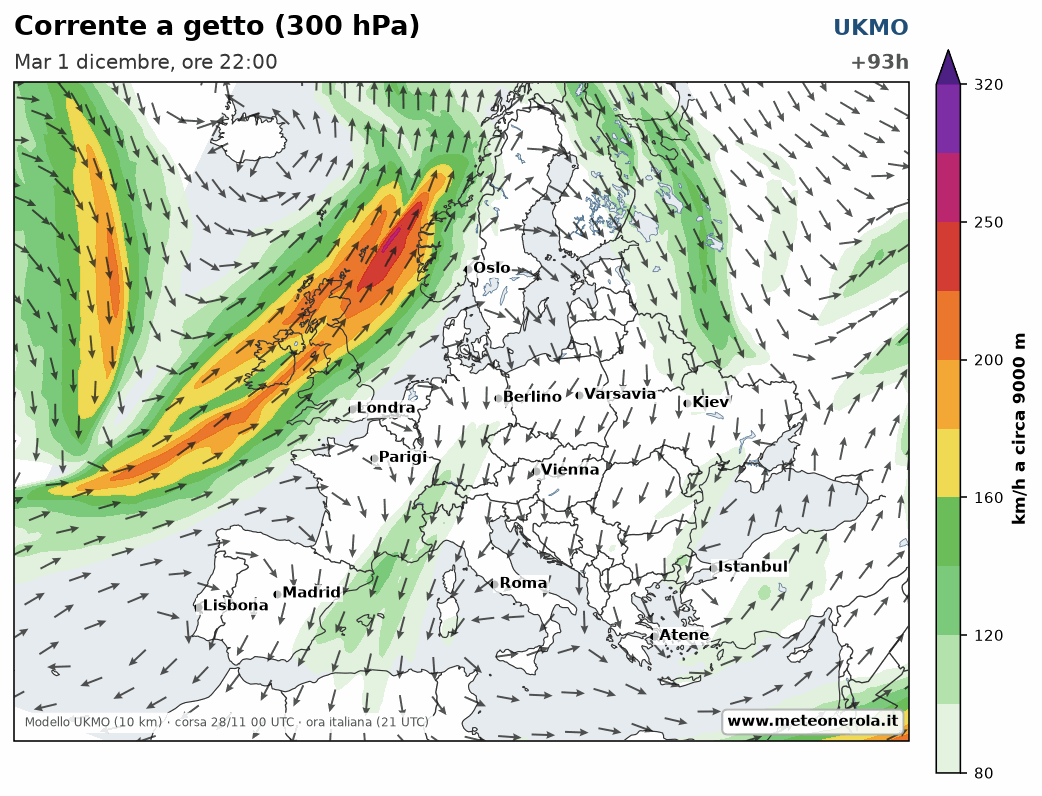 Corrente a getto (300 hPa)
UKMO
Mar 1 dicembre, ore 22:00
+93h
320
250
200
160
120
80
km/h a circa 9000 m
Oslo
Berlino
Varsavia
Kiev
Londra
Parigi
Vienna
Istanbul
Roma
Madrid
Lisbona
Atene
Modello UKMO (10 km) · corsa 28/11 00 UTC · ora italiana (21 UTC)
www.meteonerola.it